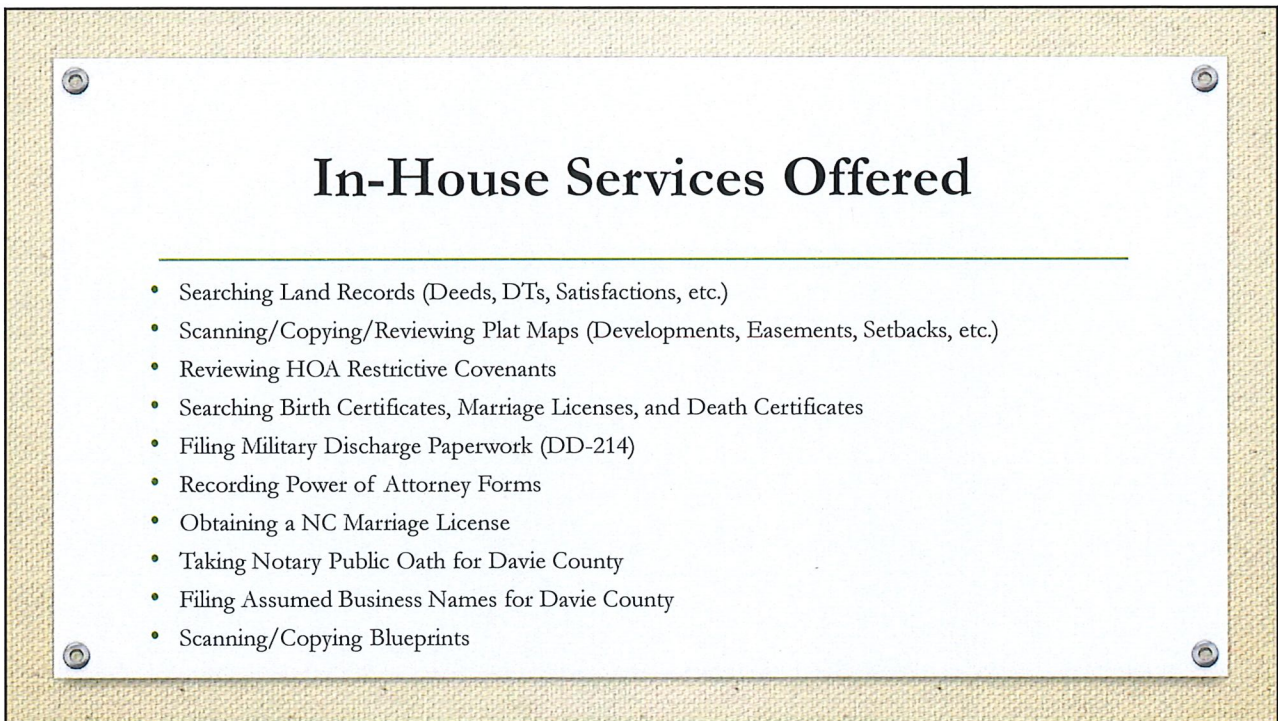 In-House Services Offered
• Searching Land Records (Deeds, DTs, Satisfactions, etc.)
• Scanning/Copying/Reviewing Plat Maps (Developments, Easements, Setbacks, etc.)
• Reviewing HOA Restrictive Covenants
• Searching Birth Certificates, Marriage Licenses, and Death Certificates
• Filing Military Discharge Paperwork (DD-214)
• Recording Power of Attorney Forms
• Obtaining a NC Marriage License
• Taking Notary Public Oath for Davie County
• Filing Assumed Business Names for Davie County
• Scanning/Copying Blueprints